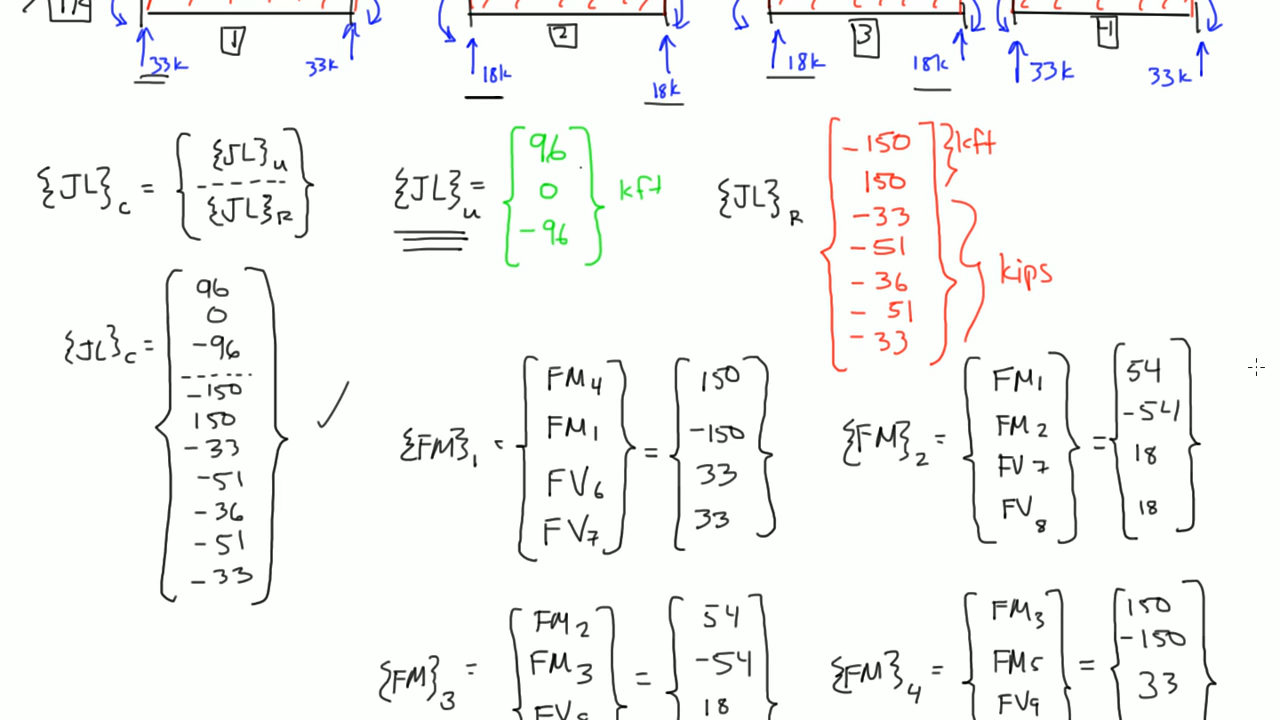 1 2 3 4
33k 33k 18k 18k 18k 18k 33k 33k
{JL}c = { {JL}u / {JL}R }
{JL}u = { 96 0 -96 } kft
{JL}R { -150 150 -33 -51 -36 -51 -33 } kft kips
{JL}c = { 96 0 -96 -150 150 -33 -51 -36 -51 -33 } ✓
{FM}1 = { FM4 FM1 FV6 FV7 } = { 150 -150 33 33 }
{FM}2 = { FM1 FM2 FV7 FV8 } = { 54 -54 18 18 }
{FM}3 = { FM2 FM3 } = { 54 -54 18
{FM}4 = { FM3 FM5 FV9 } = { 150 -150 33